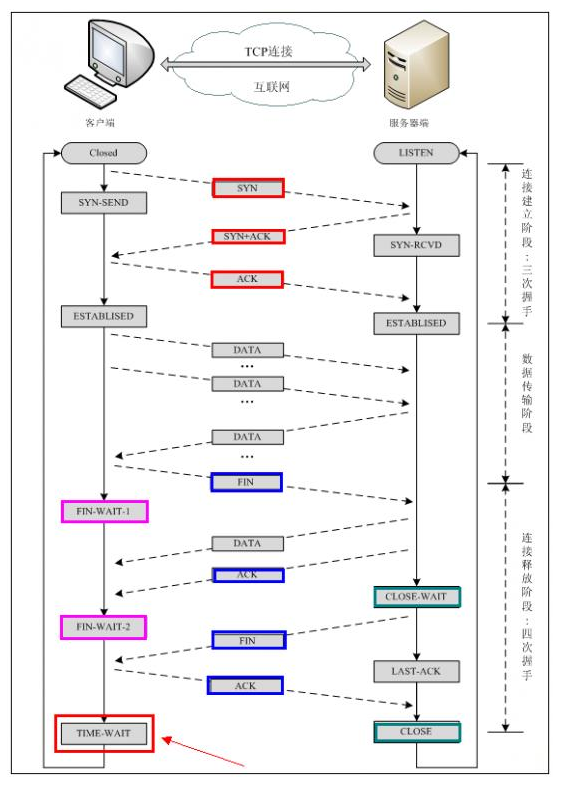 TCP连接
互联网
客户端
服务器端
Closed
LISTEN
SYN
SYN-SEND
SYN+ACK
SYN-RCVD
ACK
ESTABLISED
ESTABLISED
连接建立阶段:三次握手
DATA
...
DATA
...
DATA
...
数据传输阶段
FIN
FIN-WAIT-1
DATA
ACK
CLOSE-WAIT
FIN-WAIT-2
FIN
LAST-ACK
ACK
TIME-WAIT
CLOSE
连接释放阶段:四次握手